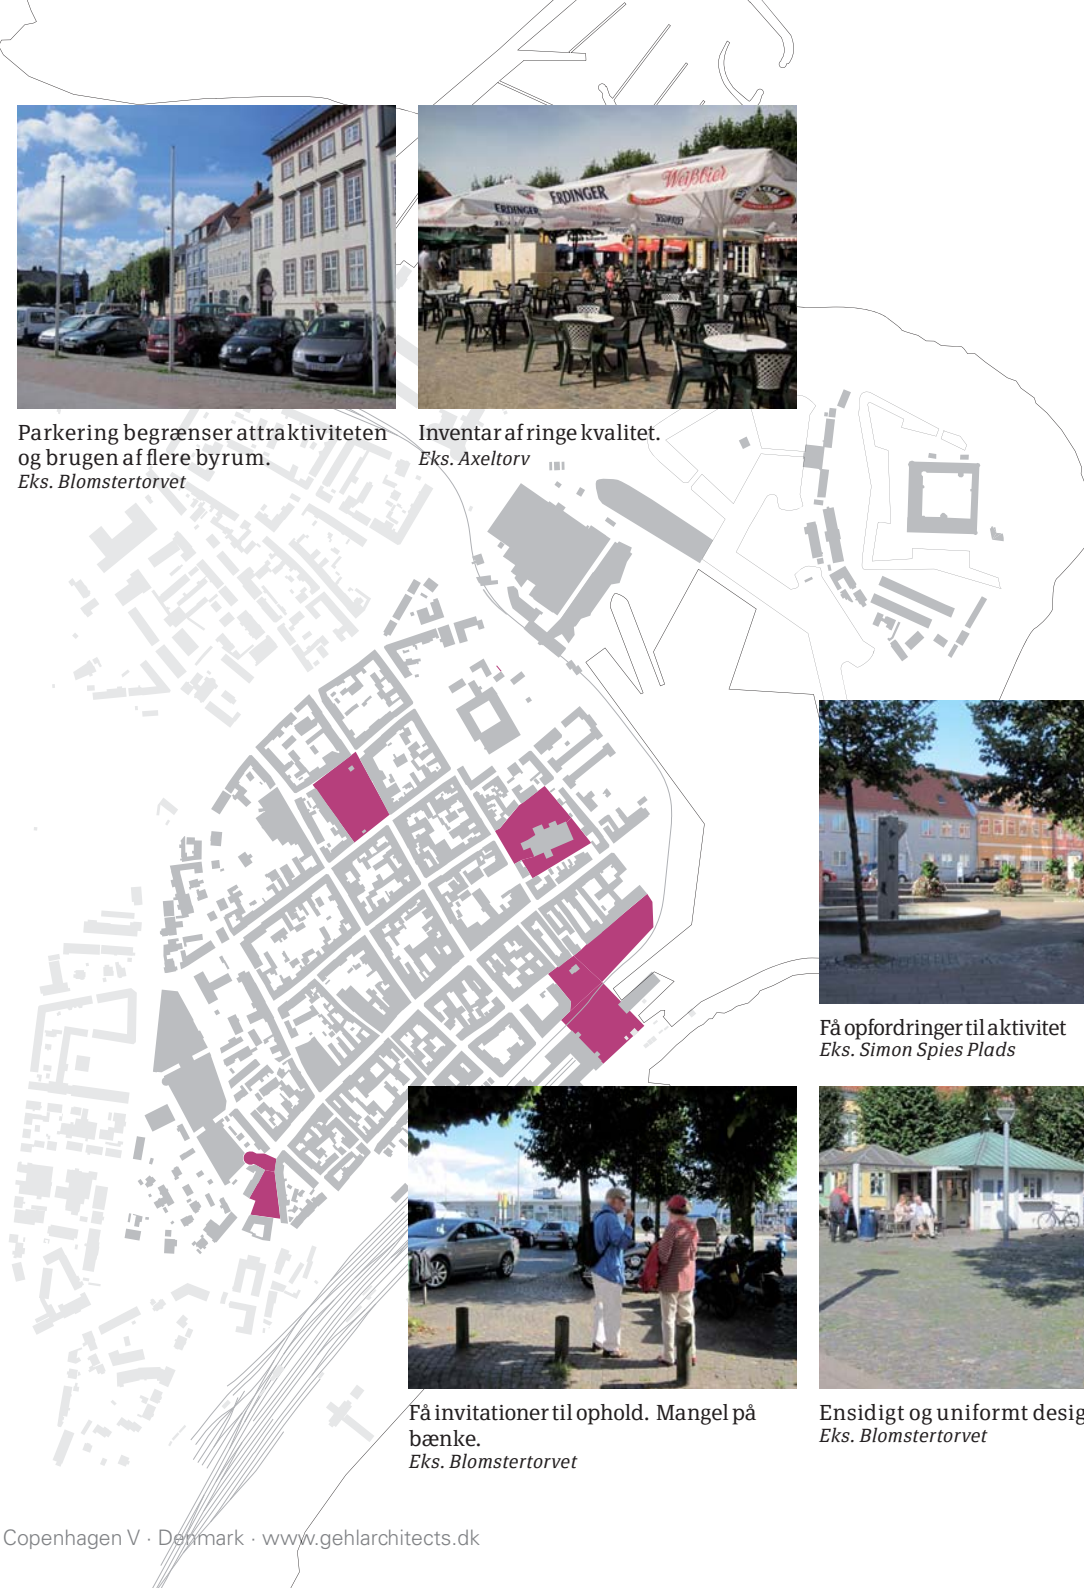 ERDINGER
ERDINGER
Weißbier
Parkering begrænser attraktiviteten
og brugen af flere byrum.
Eks. Blomstertorvet
Inventar af ringe kvalitet.
Eks. Axeltorv
Få opfordringer til aktivitet
Eks. Simon Spies Plads
Få invitationer til ophold. Mangel på
bænke.
Eks. Blomstertorvet
Ensidigt og uniformt desig
Eks. Blomstertorvet
Copenhagen V · Denmark · www.gehlarchitects.dk